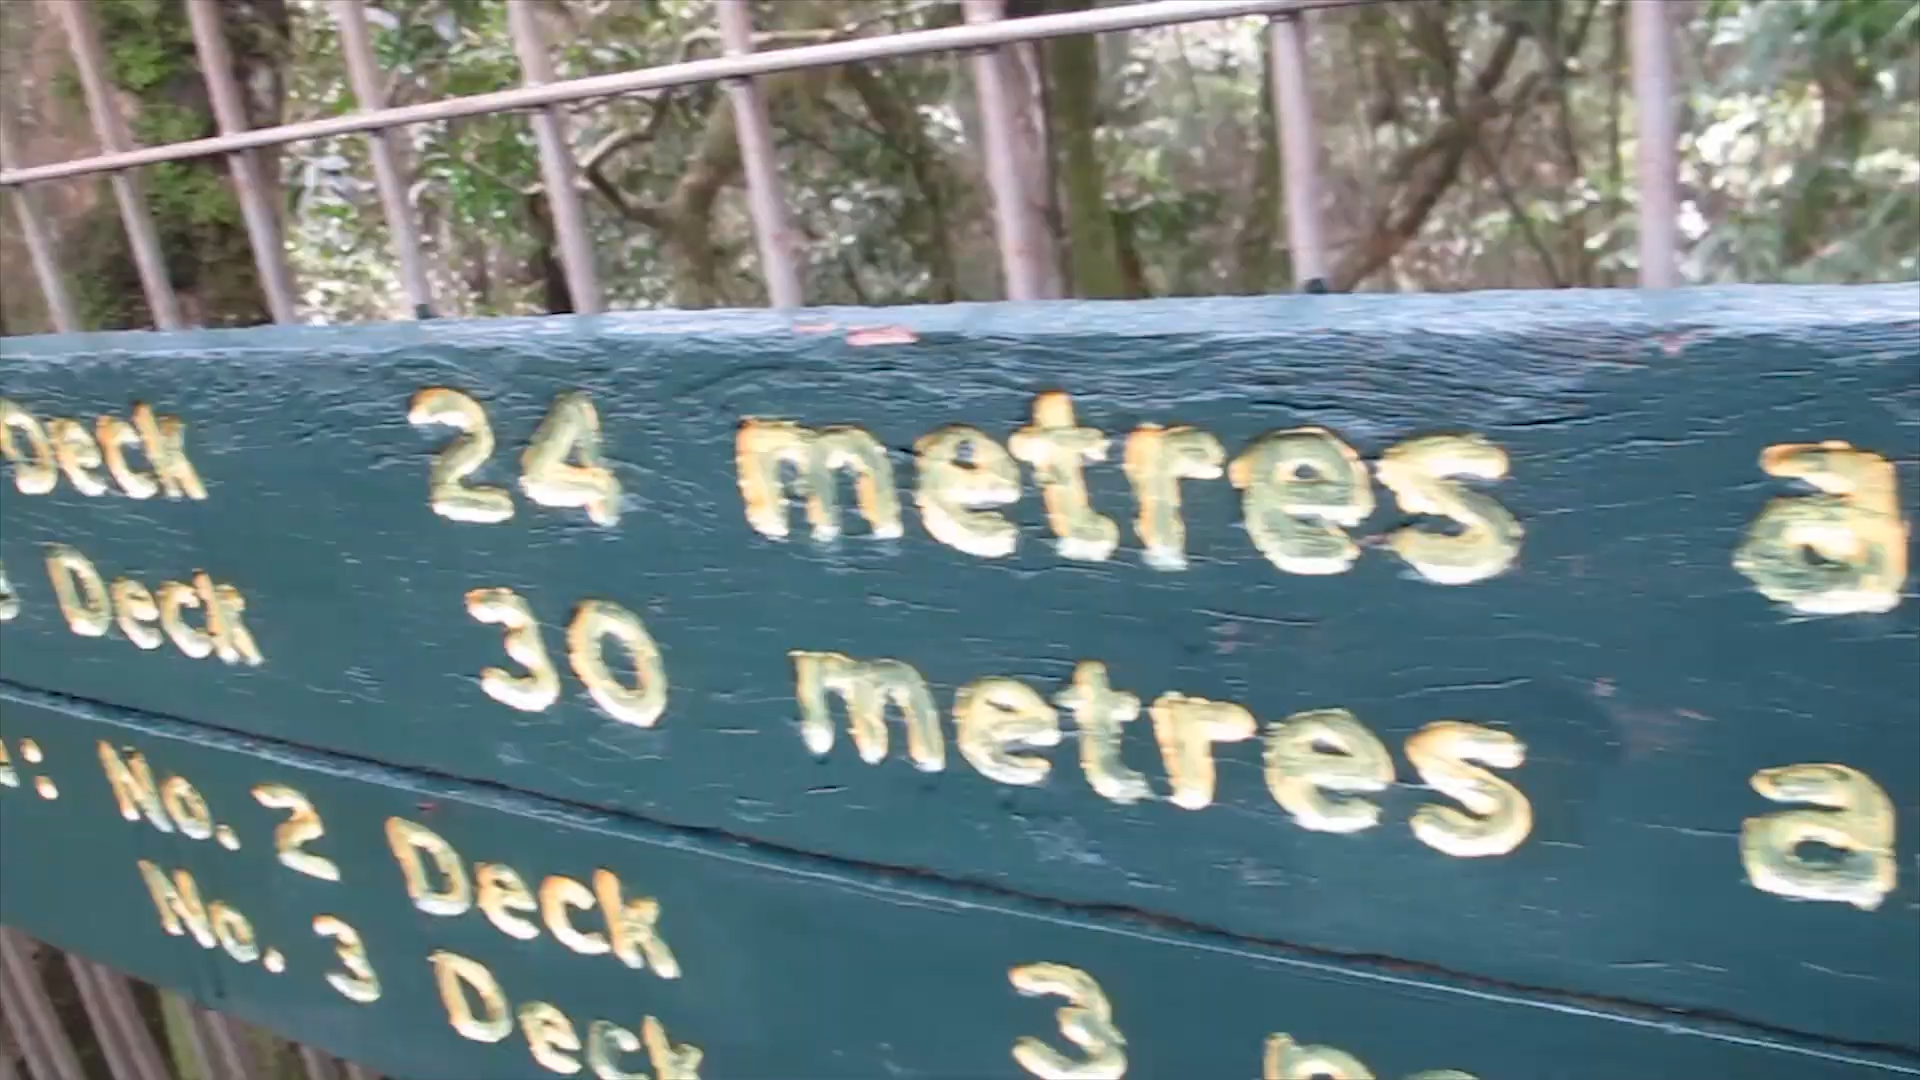 Deck 24 metres a
Deck 30 metres a
: No. 2 Deck 3
No. 3 Deck